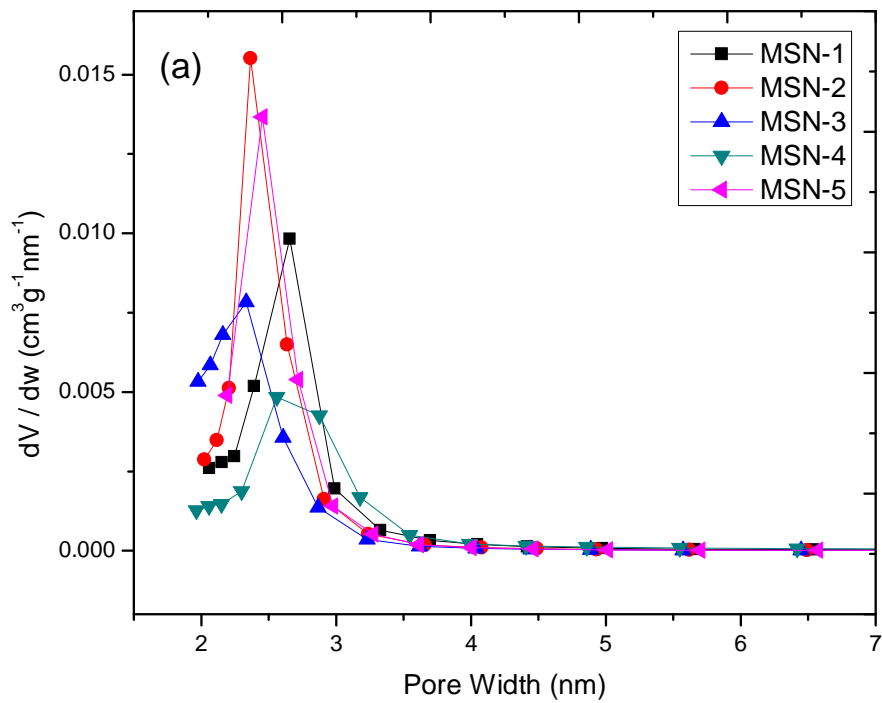 (a)
MSN-1
MSN-2
MSN-3
MSN-4
MSN-5
dV / dw (cm³g⁻¹nm⁻¹)
0.015
0.010
0.005
0.000
2 3 4 5 6 7
Pore Width (nm)